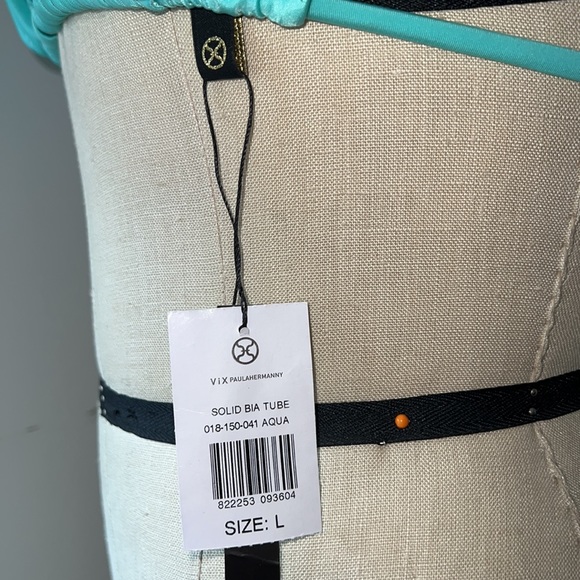 ViX PAULAHERMANNY
SOLID BIA TUBE
018-150-041 AQUA
822253 093604
SIZE: L